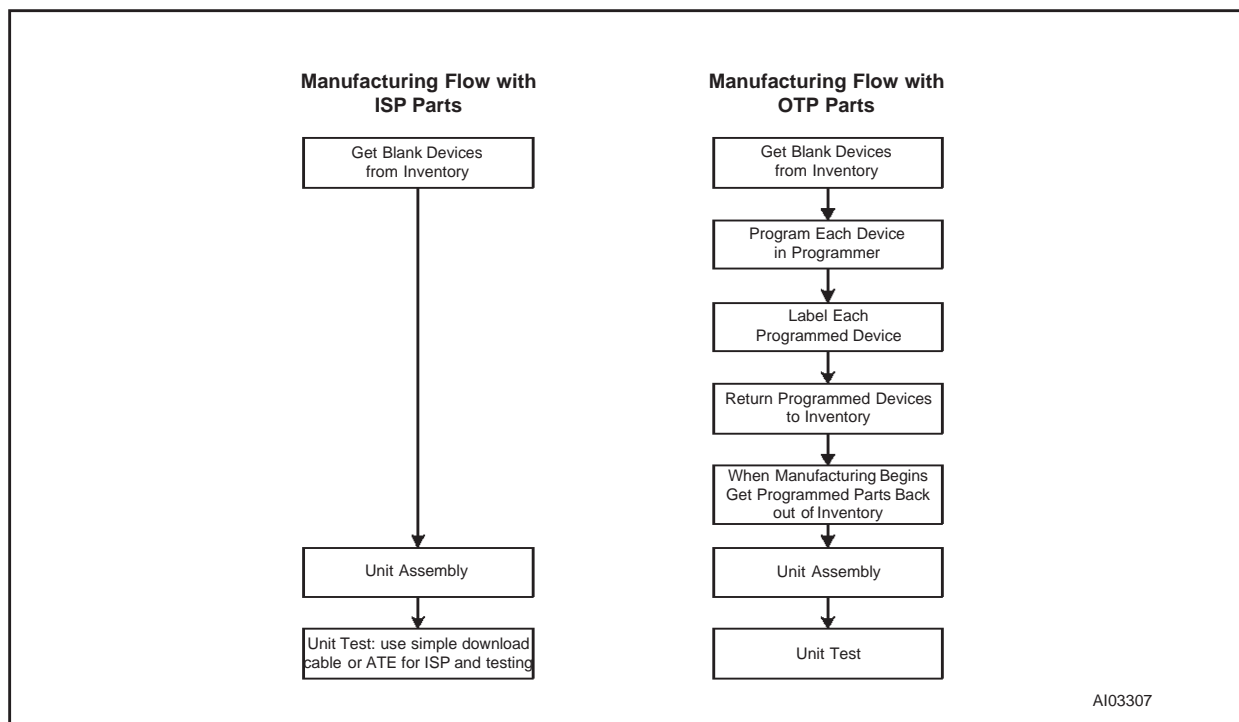 Manufacturing Flow with
ISP Parts
Get Blank Devices
from Inventory
Unit Assembly
Unit Test: use simple download
cable or ATE for ISP and testing
Manufacturing Flow with
OTP Parts
Get Blank Devices
from Inventory
Program Each Device
in Programmer
Label Each
Programmed Device
Return Programmed Devices
to Inventory
When Manufacturing Begins
Get Programmed Parts Back
out of Inventory
Unit Assembly
Unit Test
AI03307